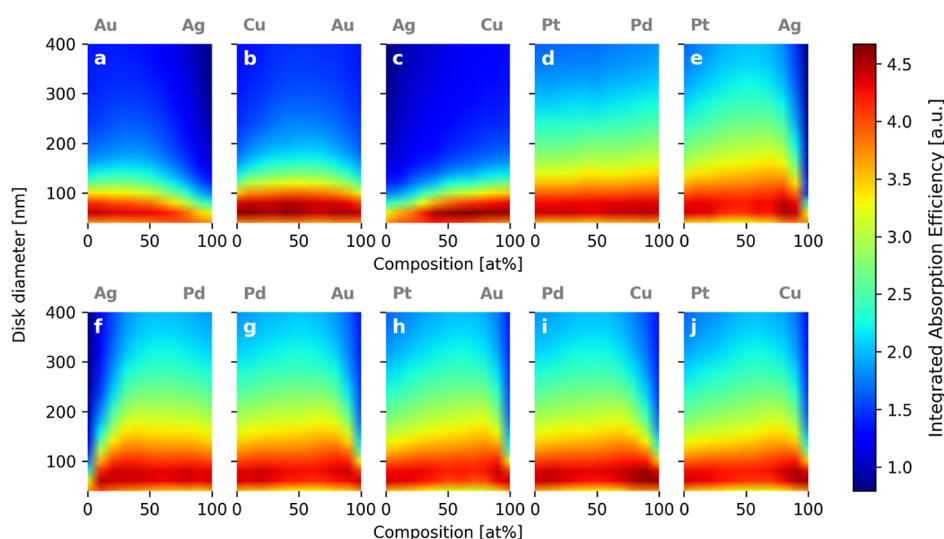 Au Ag Cu Au Ag Cu Pt Pd Pt Ag
a b c d e
400
300
200
100
0 50 100 0 50 100 0 50 100 0 50 100 0 50 100
Composition [at%]
Disk diameter [nm]
Ag Pd Pd Au Pt Au Pd Cu Pt Cu
f g h i j
400
300
200
100
0 50 100 0 50 100 0 50 100 0 50 100 0 50 100
Composition [at%]
4.5
4.0
3.5
3.0
2.5
2.0
1.5
1.0
Integrated Absorption Efficiency [a.u.]